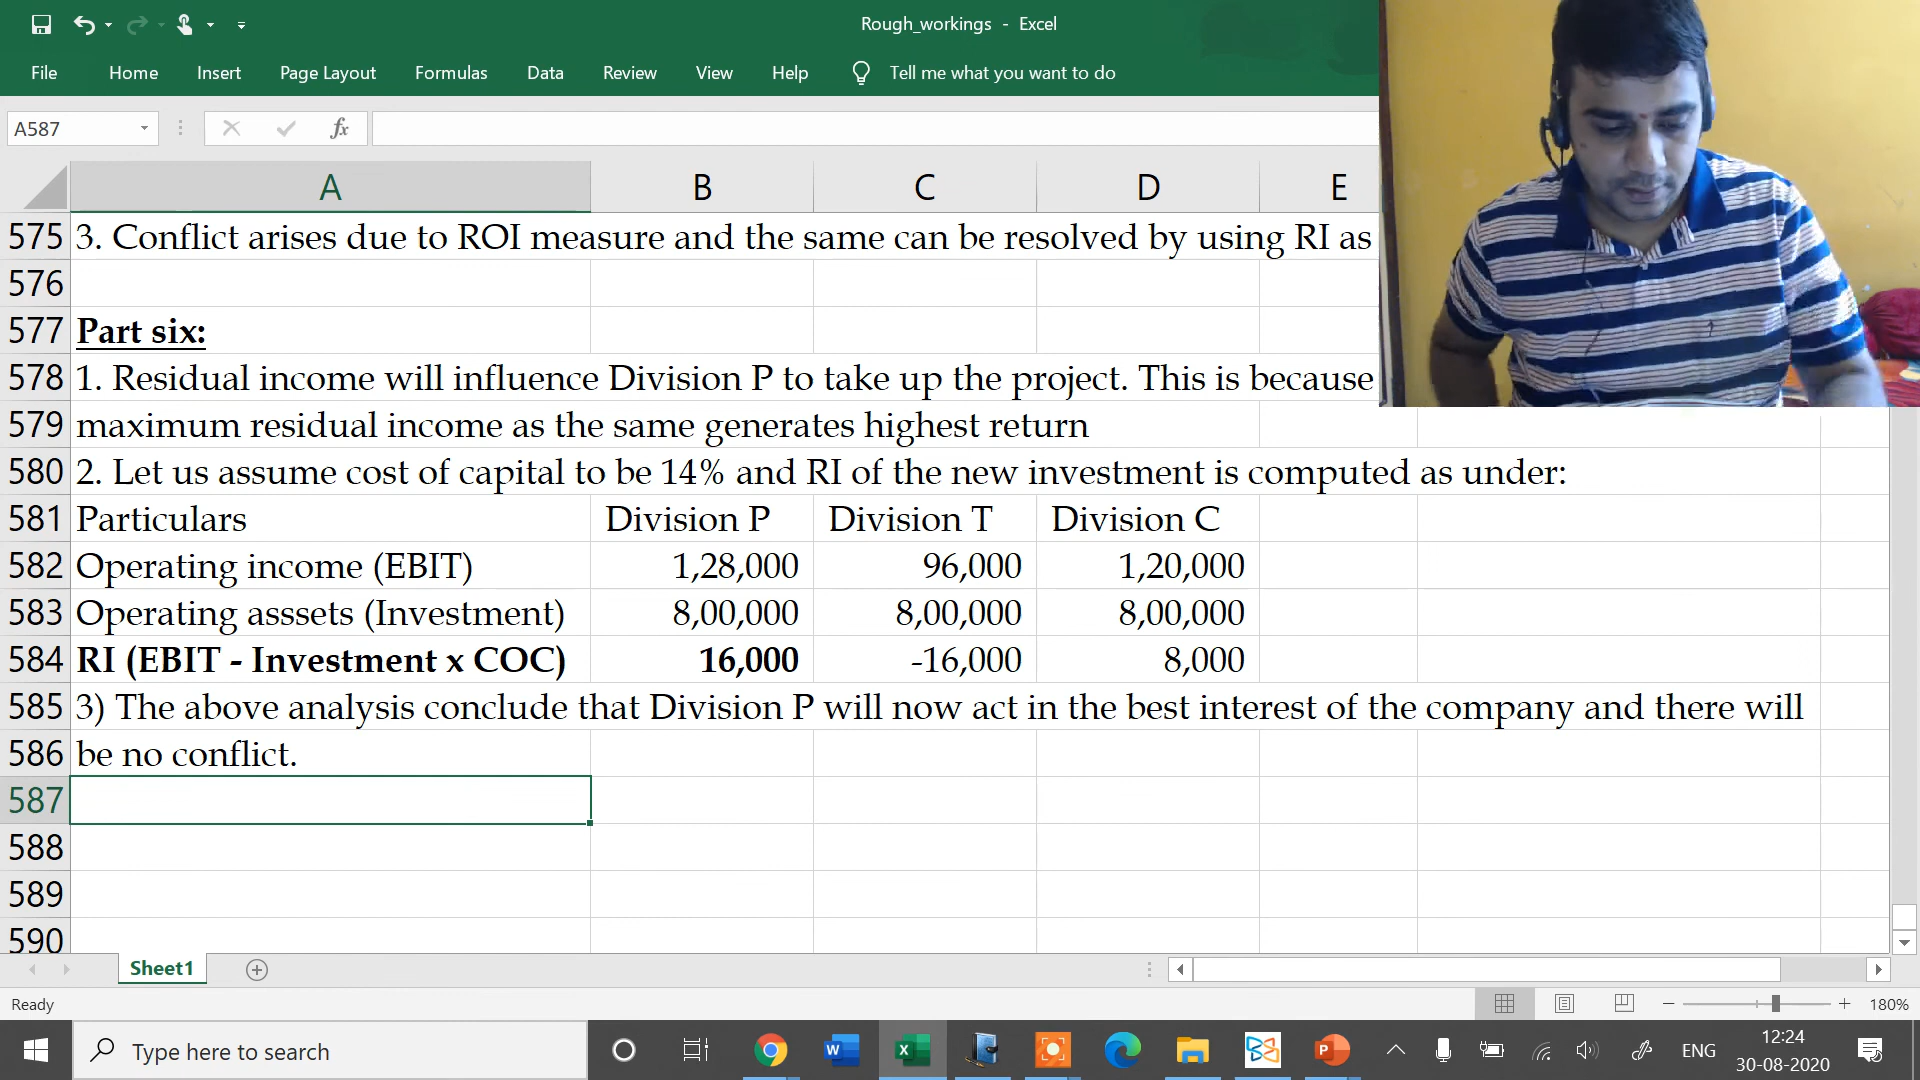 Rough_workings - Excel
File Home Insert Page Layout Formulas Data Review View Help Tell me what you want to do
A587 fx
A B C D E
575 3. Conflict arises due to ROI measure and the same can be resolved by using RI as
576
577 Part six:
578 1. Residual income will influence Division P to take up the project. This is because
579 maximum residual income as the same generates highest return
580 2. Let us assume cost of capital to be 14% and RI of the new investment is computed as under:
581 Particulars Division P Division T Division C
582 Operating income (EBIT) 1,28,000 96,000 1,20,000
583 Operating asssets (Investment) 8,00,000 8,00,000 8,00,000
584 RI (EBIT - Investment x COC) 16,000 -16,000 8,000
585 3) The above analysis conclude that Division P will now act in the best interest of the company and there will
586 be no conflict.
587
588
589
590
Sheet1
Ready 180%
Type here to search ENG 12:24
30-08-2020